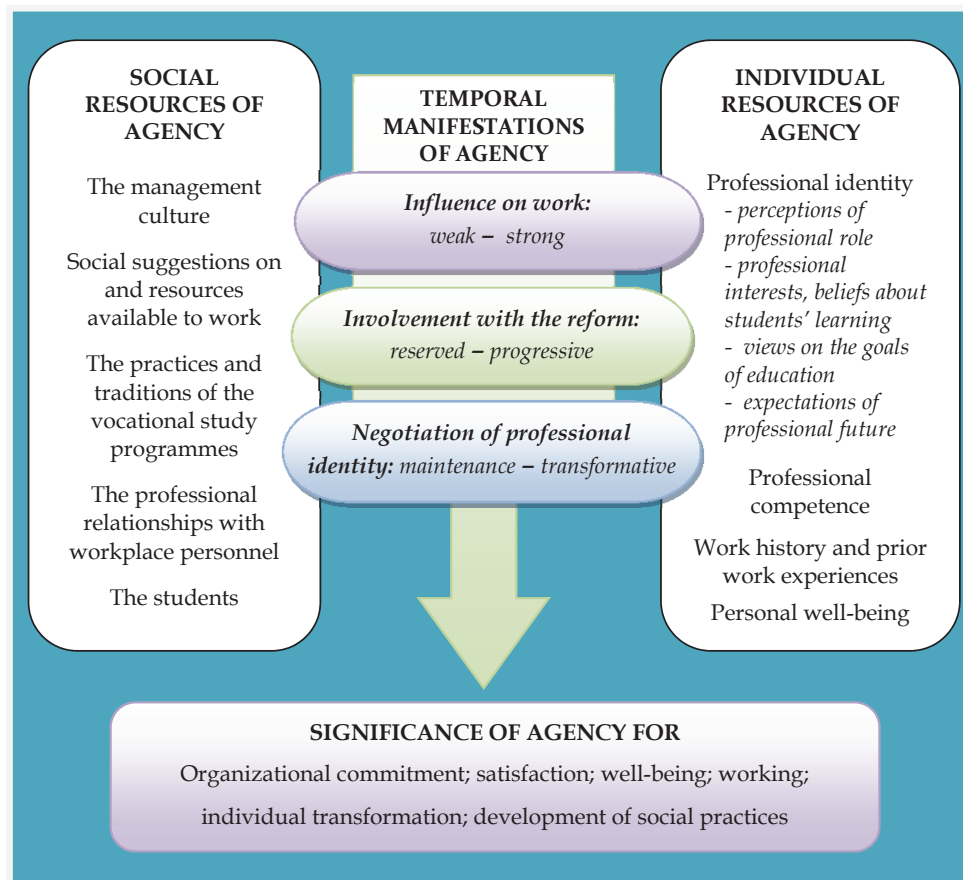 SOCIAL
RESOURCES OF
AGENCY
The management
culture
Social suggestions on
and resources
available to work
The practices and
traditions of the
vocational study
programmes
The professional
relationships with
workplace personnel
The students
TEMPORAL
MANIFESTATIONS
OF AGENCY
Influence on work:
weak – strong
Involvement with the reform:
reserved – progressive
Negotiation of professional
identity: maintenance – transformative
INDIVIDUAL
RESOURCES OF
AGENCY
Professional identity
- perceptions of
professional role
- professional
interests, beliefs about
students' learning
- views on the goals
of education
- expectations of
professional future
Professional
competence
Work history and prior
work experiences
Personal well-being
SIGNIFICANCE OF AGENCY FOR
Organizational commitment; satisfaction; well-being; working;
individual transformation; development of social practices